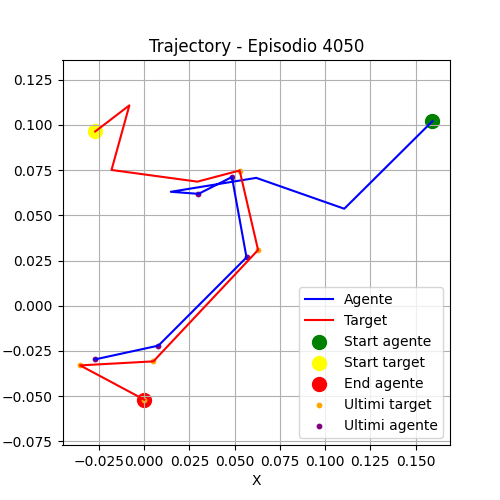 Trajectory - Episodio 4050
0.125
0.100
0.075
0.050
0.025
0.000
−0.025
−0.050
−0.075
Agente
Target
Start agente
Start target
End agente
Ultimi target
Ultimi agente
−0.025 0.000 0.025 0.050 0.075 0.100 0.125 0.150
X